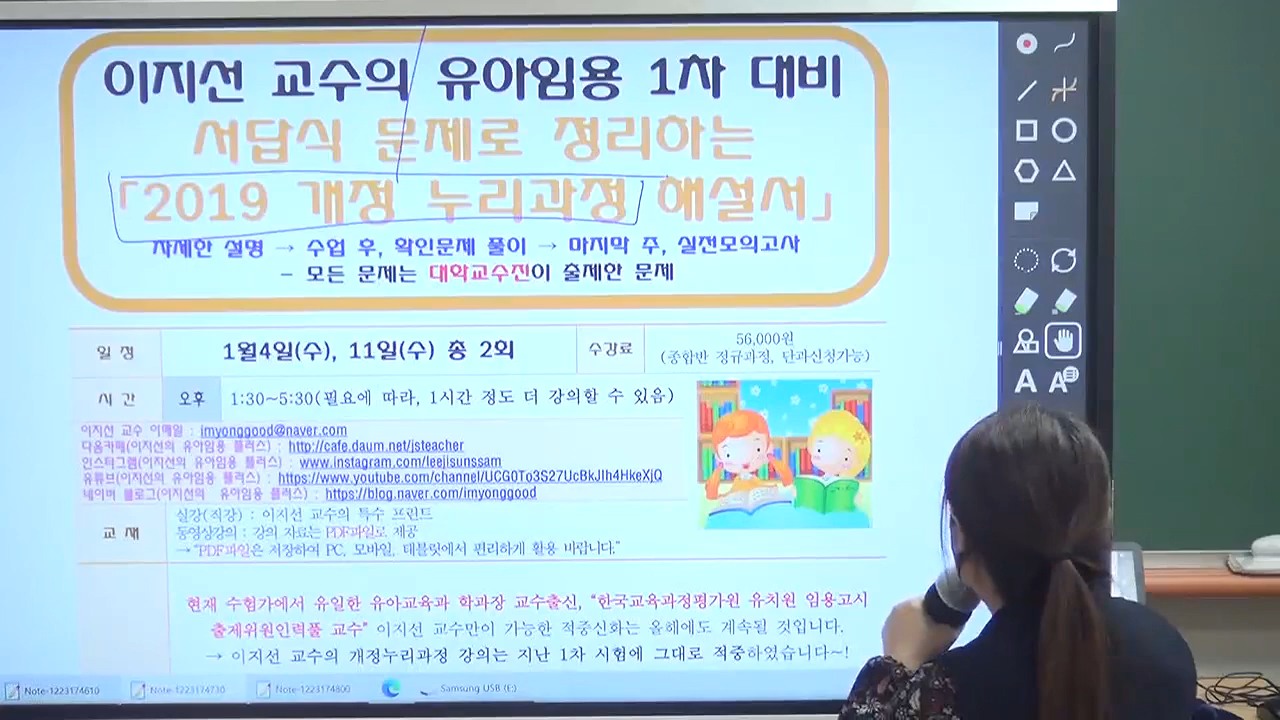 이지선 교수의 유아임용 1차 대비
서답식 문제로 정리하는
「2019 개정 누리과정 해설서」
자세한 설명 → 수업 후, 확인문제 풀이 → 마지막 주, 실전모의고사
- 모든 문제는 대학교수진이 출제한 문제
일 정 1월4일(수), 11일(수) 총 2회 수강료 56,000원
(종합반 정규과정, 단과신청가능)
시 간 오후 1:30~5:30(필요에 따라, 1시간 정도 더 강의할 수 있음)
이지선 교수 이메일 : imyonggood@naver.com
다음카페(이지선의 유아임용 플러스) : http://cafe.daum.net/jsteacher
인스타그램(이지선의 유아임용 플러스) : www.instagram.com/leejisunssam
유튜브(이지선의 유아임용 플러스) : https://www.youtube.com/channel/UCG0To3S27UcBkJIh4HkeXjQ
네이버 블로그(이지선의 유아임용 플러스) : https://blog.naver.com/imyonggood
교 재 실강(직강) : 이지선 교수의 특수 프린트
동영상강의 : 강의 자료는 PDF파일로 제공
→ "PDF파일은 저장하여 PC, 모바일, 태블릿에서 편리하게 활용 바랍니다."
현재 수험가에서 유일한 유아교육과 학과장 교수출신, "한국교육과정평가원 유치원 임용고시
출제위원인력풀 교수" 이지선 교수만이 가능한 적중신화는 올해에도 계속될 것입니다.
→ 이지선 교수의 개정누리과정 강의는 지난 1차 시험에 그대로 적중하였습니다~!
Note-1223174610 Note-1223174730 Note-1223174800 Samsung USB (E:)
A A